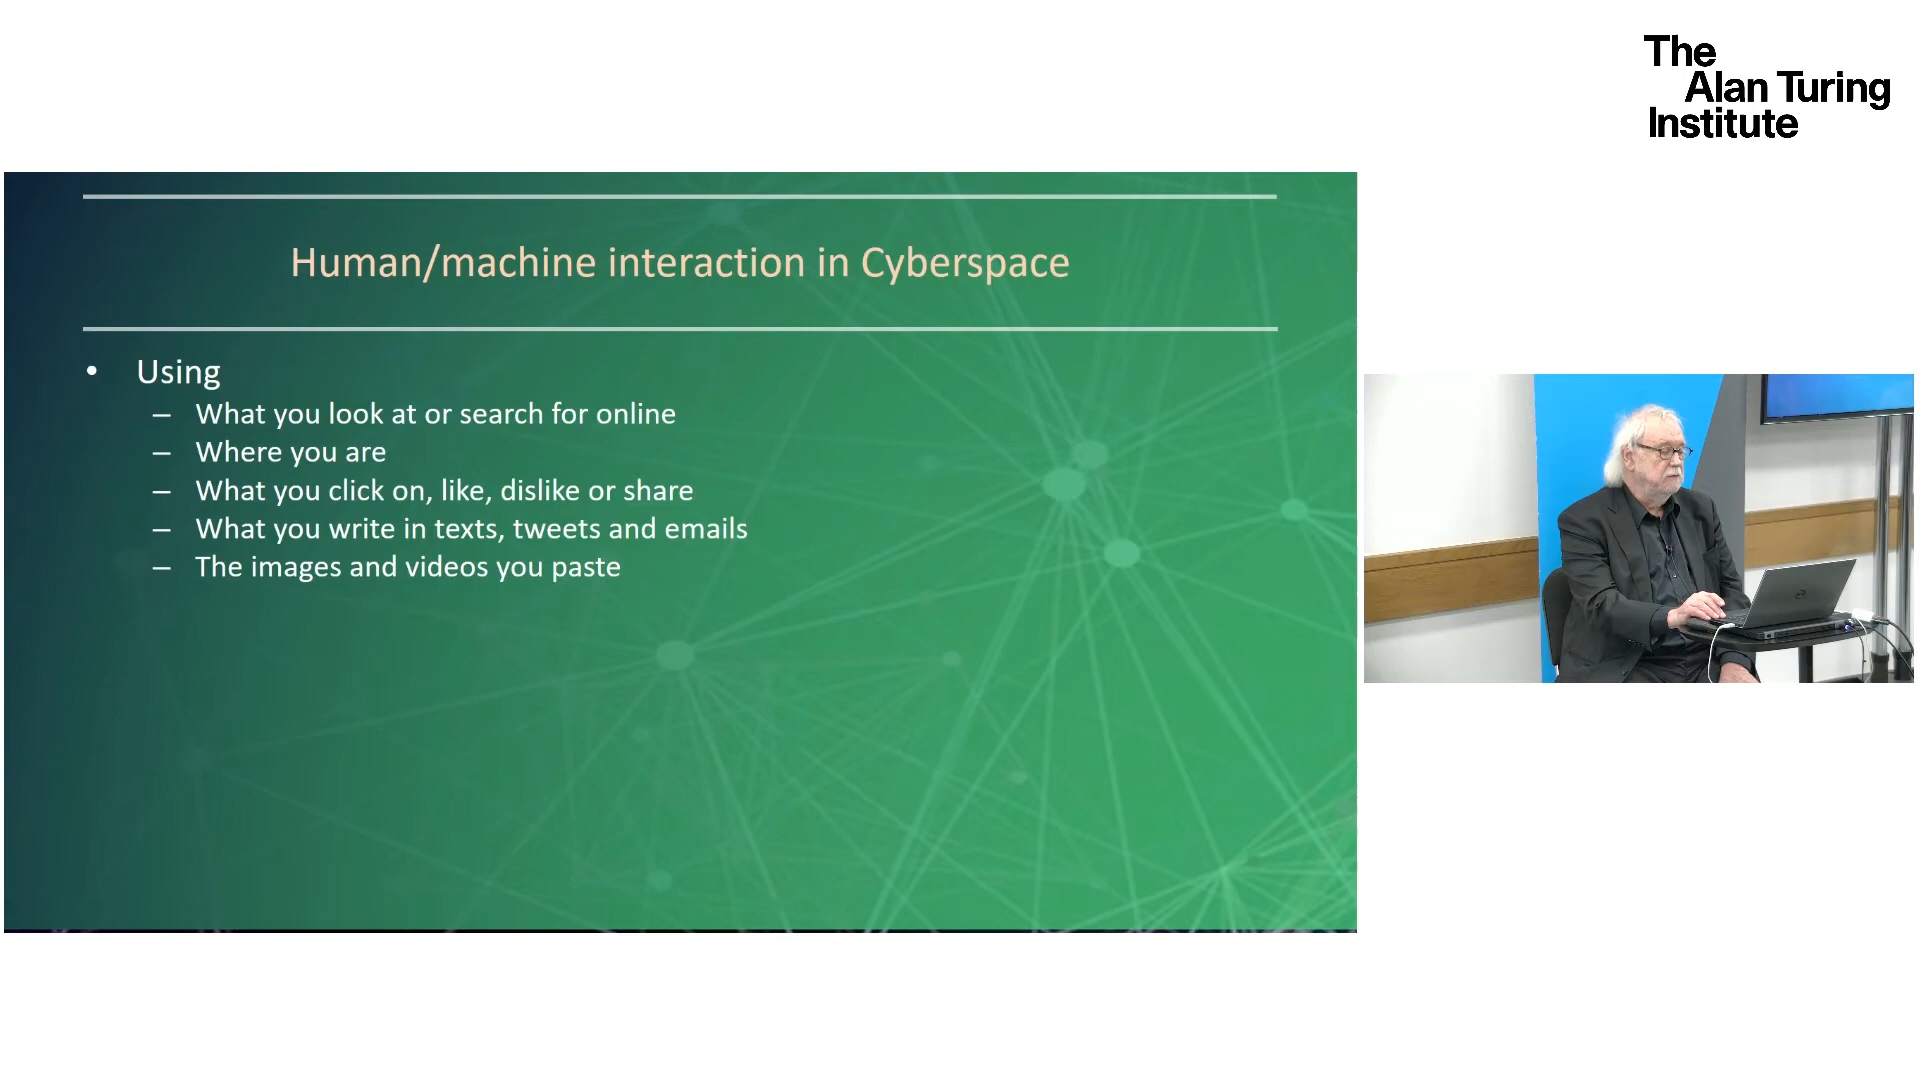 The
Alan Turing
Institute
Human/machine interaction in Cyberspace
• Using
– What you look at or search for online
– Where you are
– What you click on, like, dislike or share
– What you write in texts, tweets and emails
– The images and videos you paste